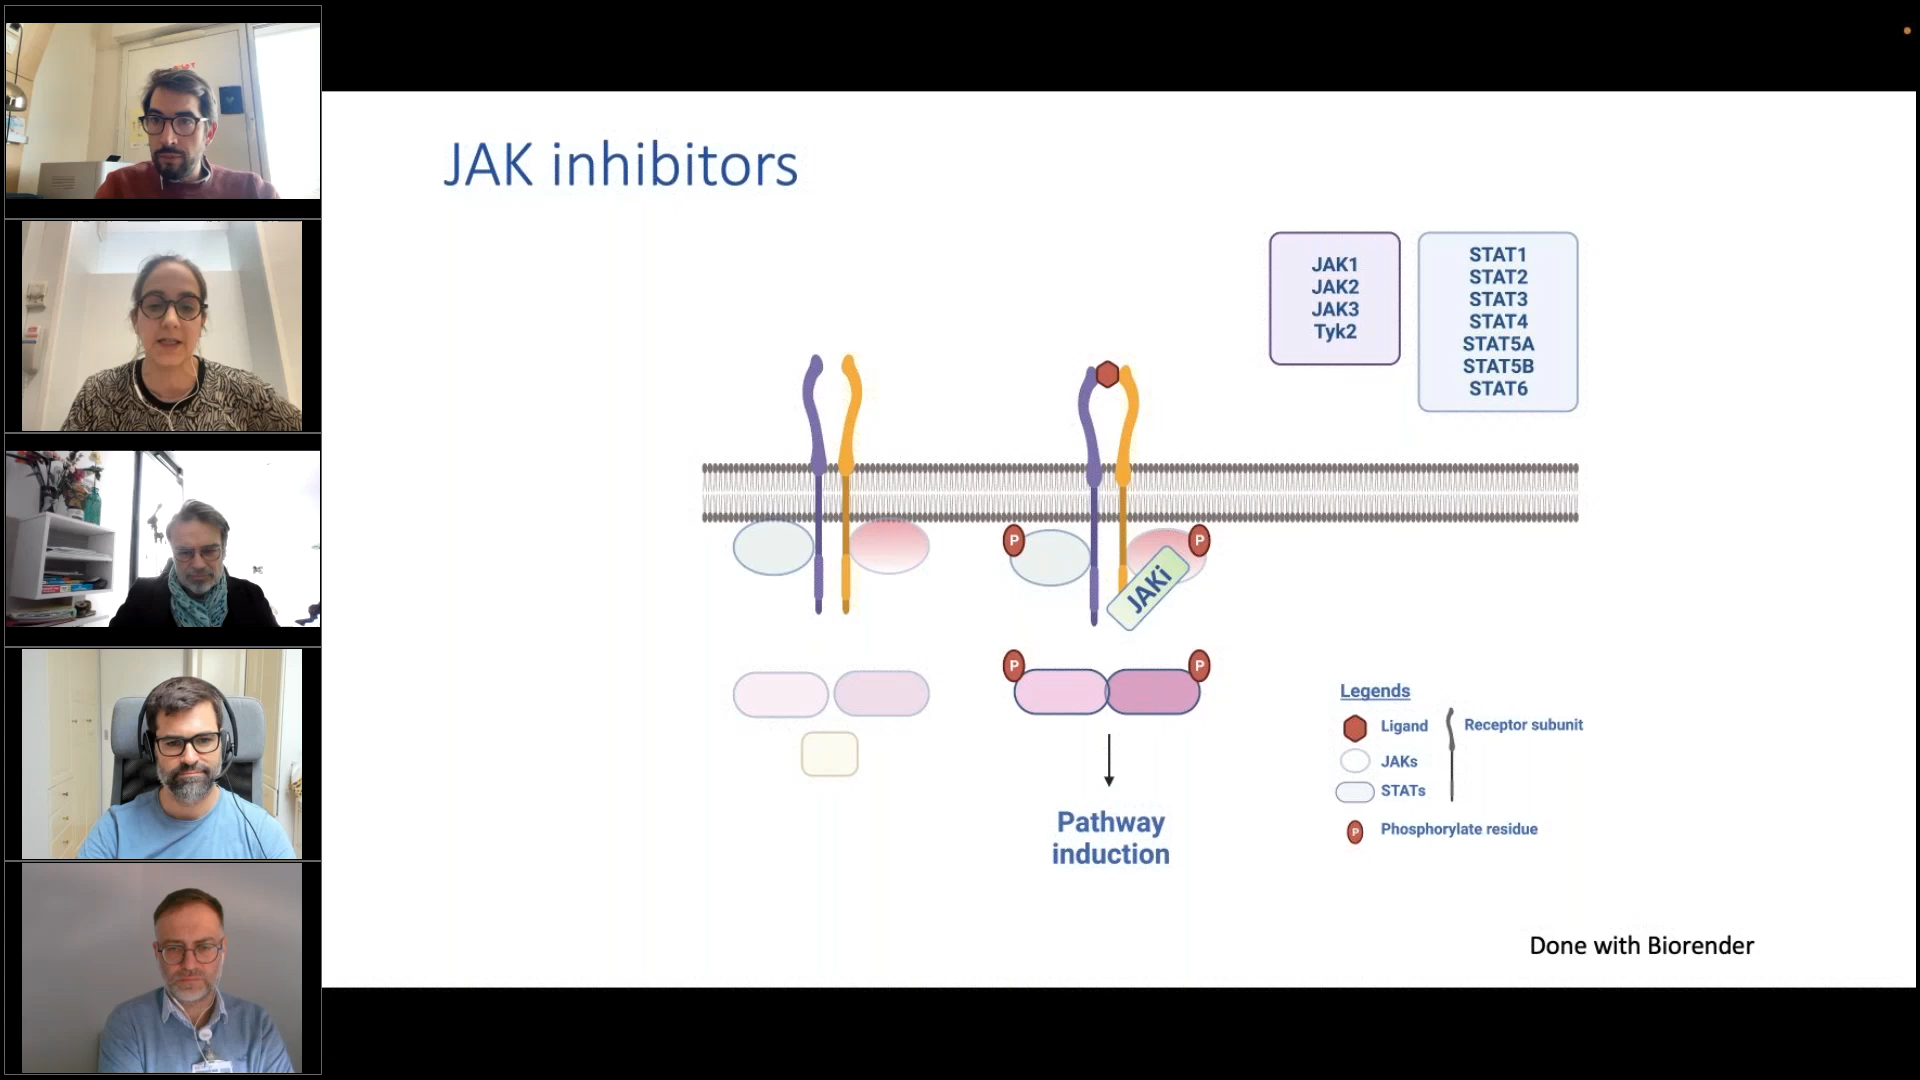 JAK inhibitors
JAK1
JAK2
JAK3
Tyk2
STAT1
STAT2
STAT3
STAT4
STAT5A
STAT5B
STAT6
P
P
JAKi
P
P
Pathway
induction
Legends
Ligand
Receptor subunit
JAKs
STATs
P
Phosphorylate residue
Done with Biorender